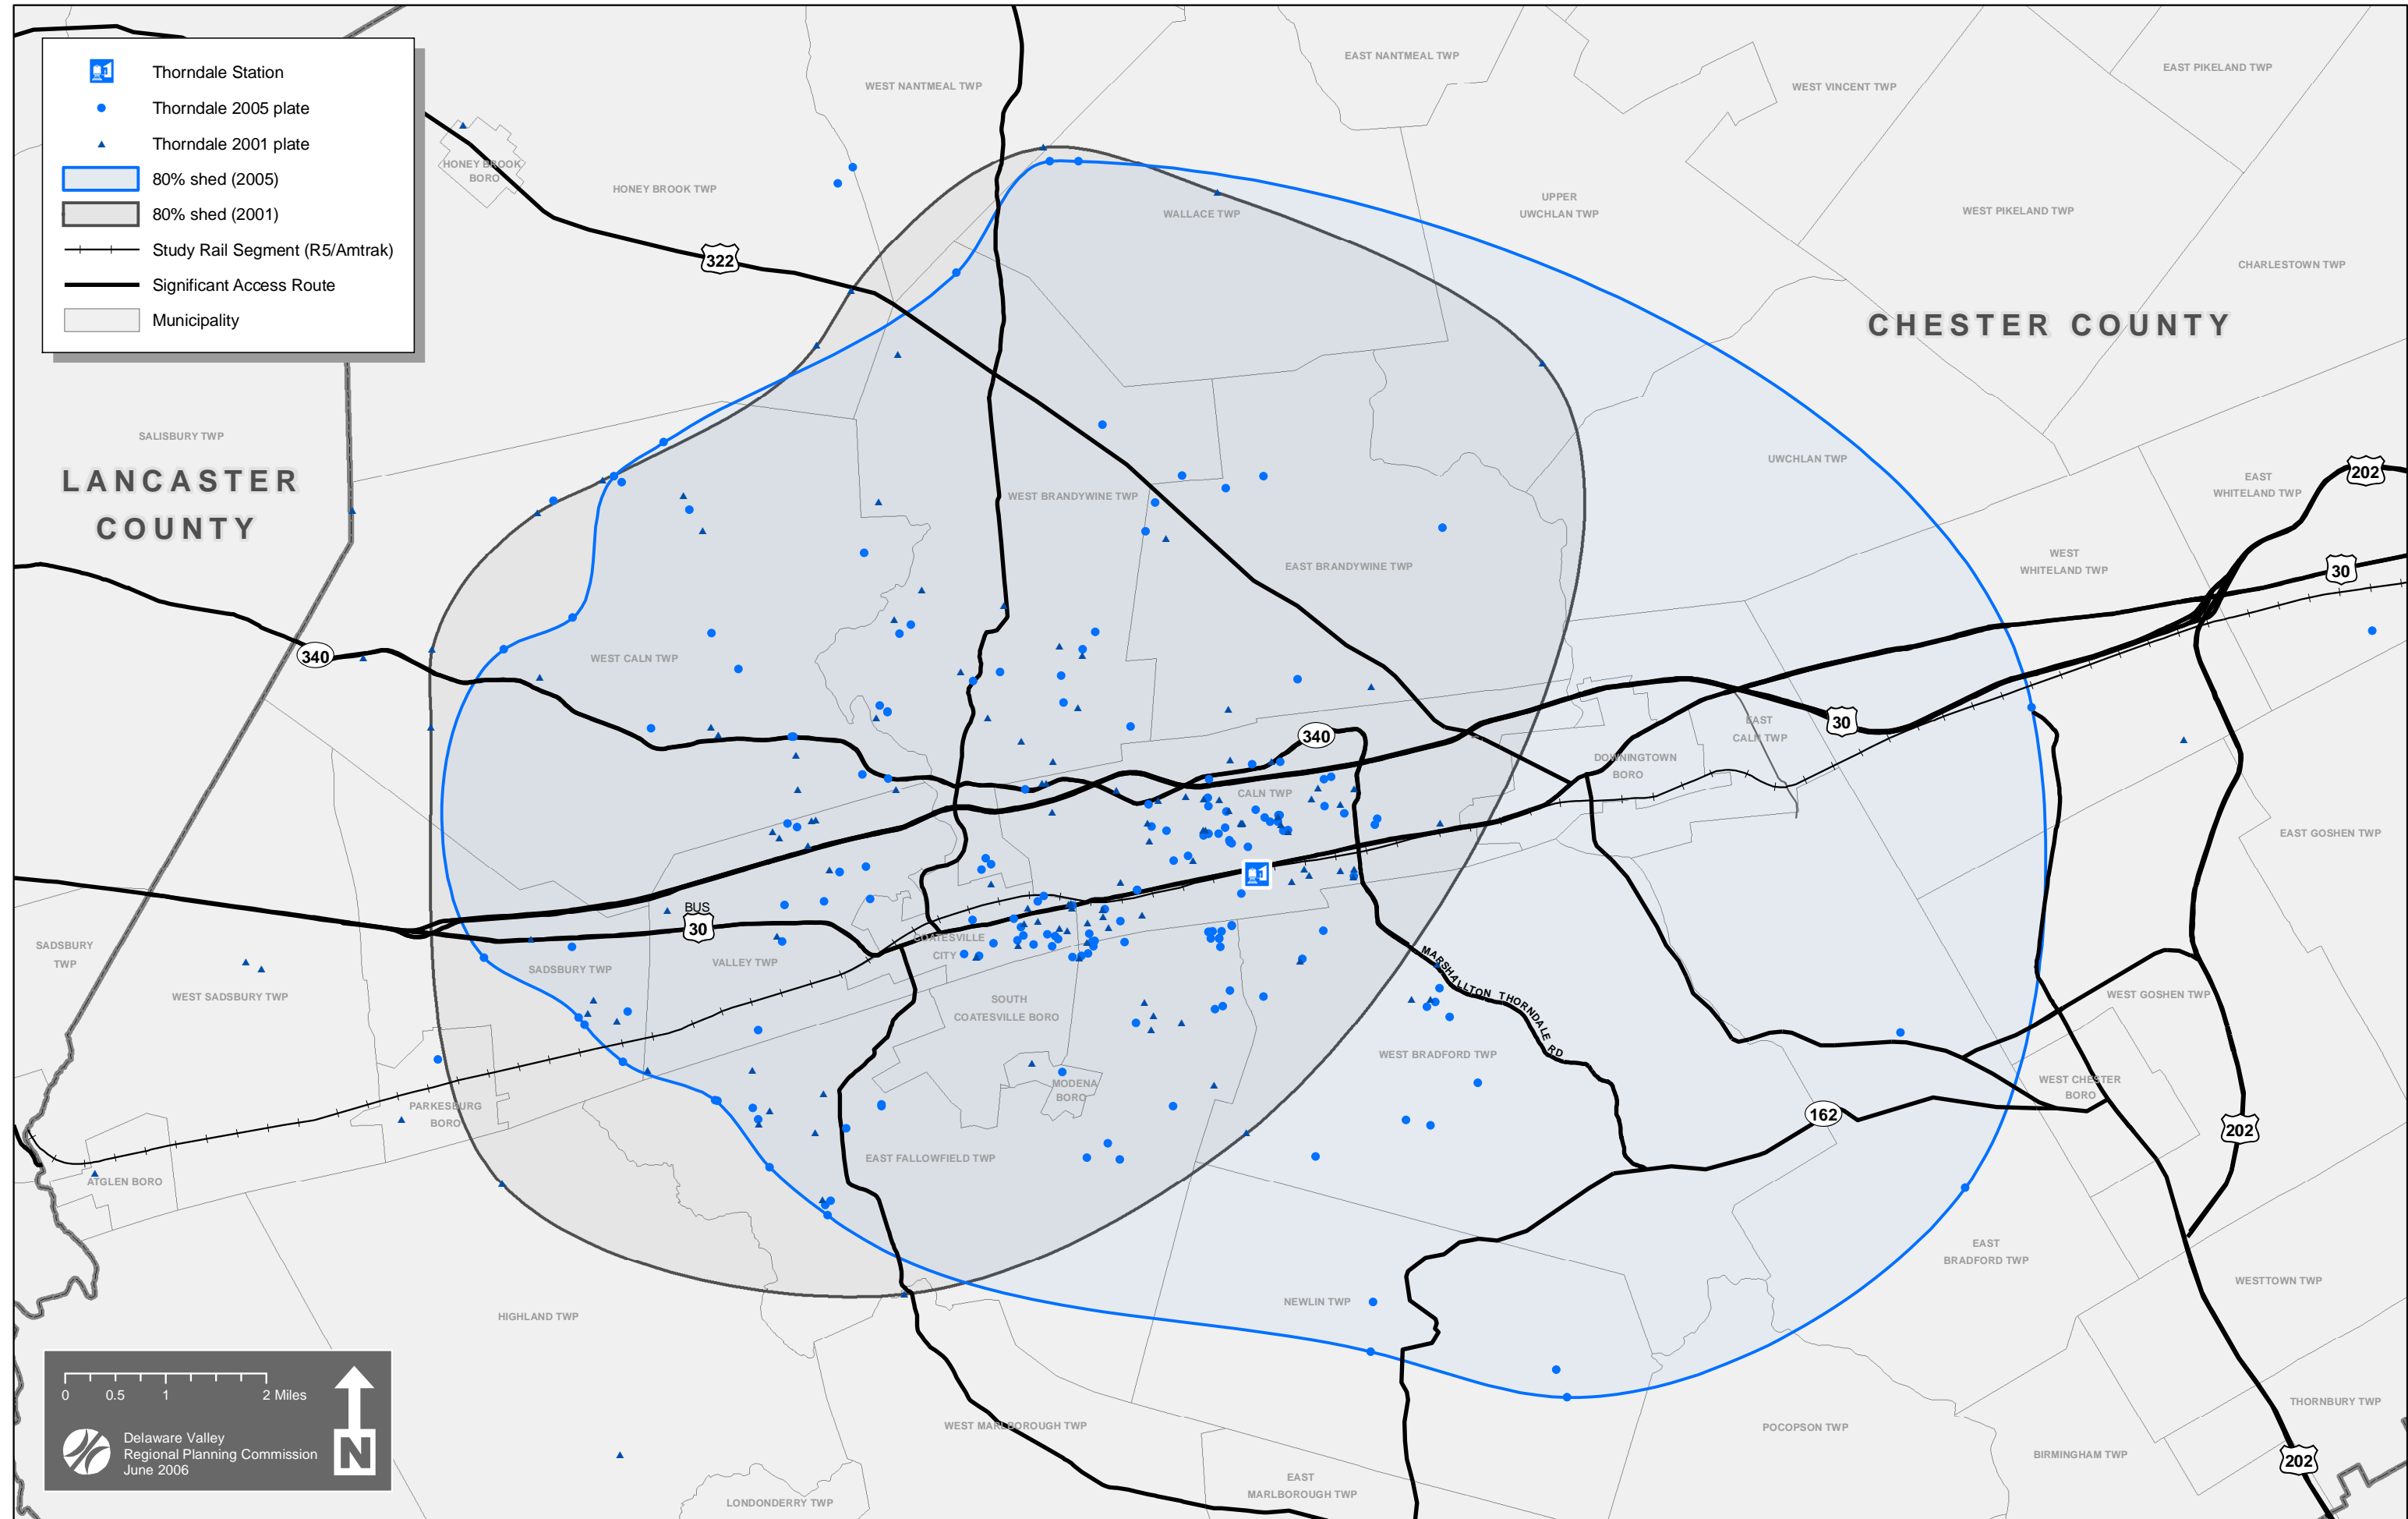 Thorndale Station
Thorndale 2005 plate
Thorndale 2001 plate
80% shed (2005)
80% shed (2001)
Study Rail Segment (R5/Amtrak)
Significant Access Route
Municipality
EAST NANTMEAL TWP
WEST NANTMEAL TWP
EAST PIKELAND TWP
WEST VINCENT TWP
HONEY BROOK
BORO
HONEY BROOK TWP
UPPER
UWCHLAN TWP
WALLACE TWP
WEST PIKELAND TWP
322
CHARLESTOWN TWP
CHESTER COUNTY
SALISBURY TWP
LANCASTER
COUNTY
UWCHLAN TWP
202
EAST
WHITELAND TWP
WEST BRANDYWINE TWP
WEST
WHITELAND TWP
EAST BRANDYWINE TWP
30
340
WEST CALN TWP
340
EAST
CALN TWP
30
DOWNINGTOWN
BORO
CALN TWP
EAST GOSHEN TWP
BUS
30
SADSBURY
TWP
SADSBURY TWP
VALLEY TWP
COATESVILLE
CITY
MARSHALLTON THORNDALE RD
WEST SADSBURY TWP
SOUTH
COATESVILLE BORO
WEST GOSHEN TWP
WEST BRADFORD TWP
MODENA
BORO
WEST CHESTER
BORO
PARKESBURG
BORO
162
202
EAST FALLOWFIELD TWP
ATGLEN BORO
EAST
BRADFORD TWP
WESTTOWN TWP
NEWLIN TWP
HIGHLAND TWP
0 0.5 1 2 Miles
Delaware Valley
Regional Planning Commission
June 2006
N
WEST MARLBOROUGH TWP
POCOPSON TWP
THORNBURY TWP
BIRMINGHAM TWP
202
EAST
MARLBOROUGH TWP
LONDONDERRY TWP